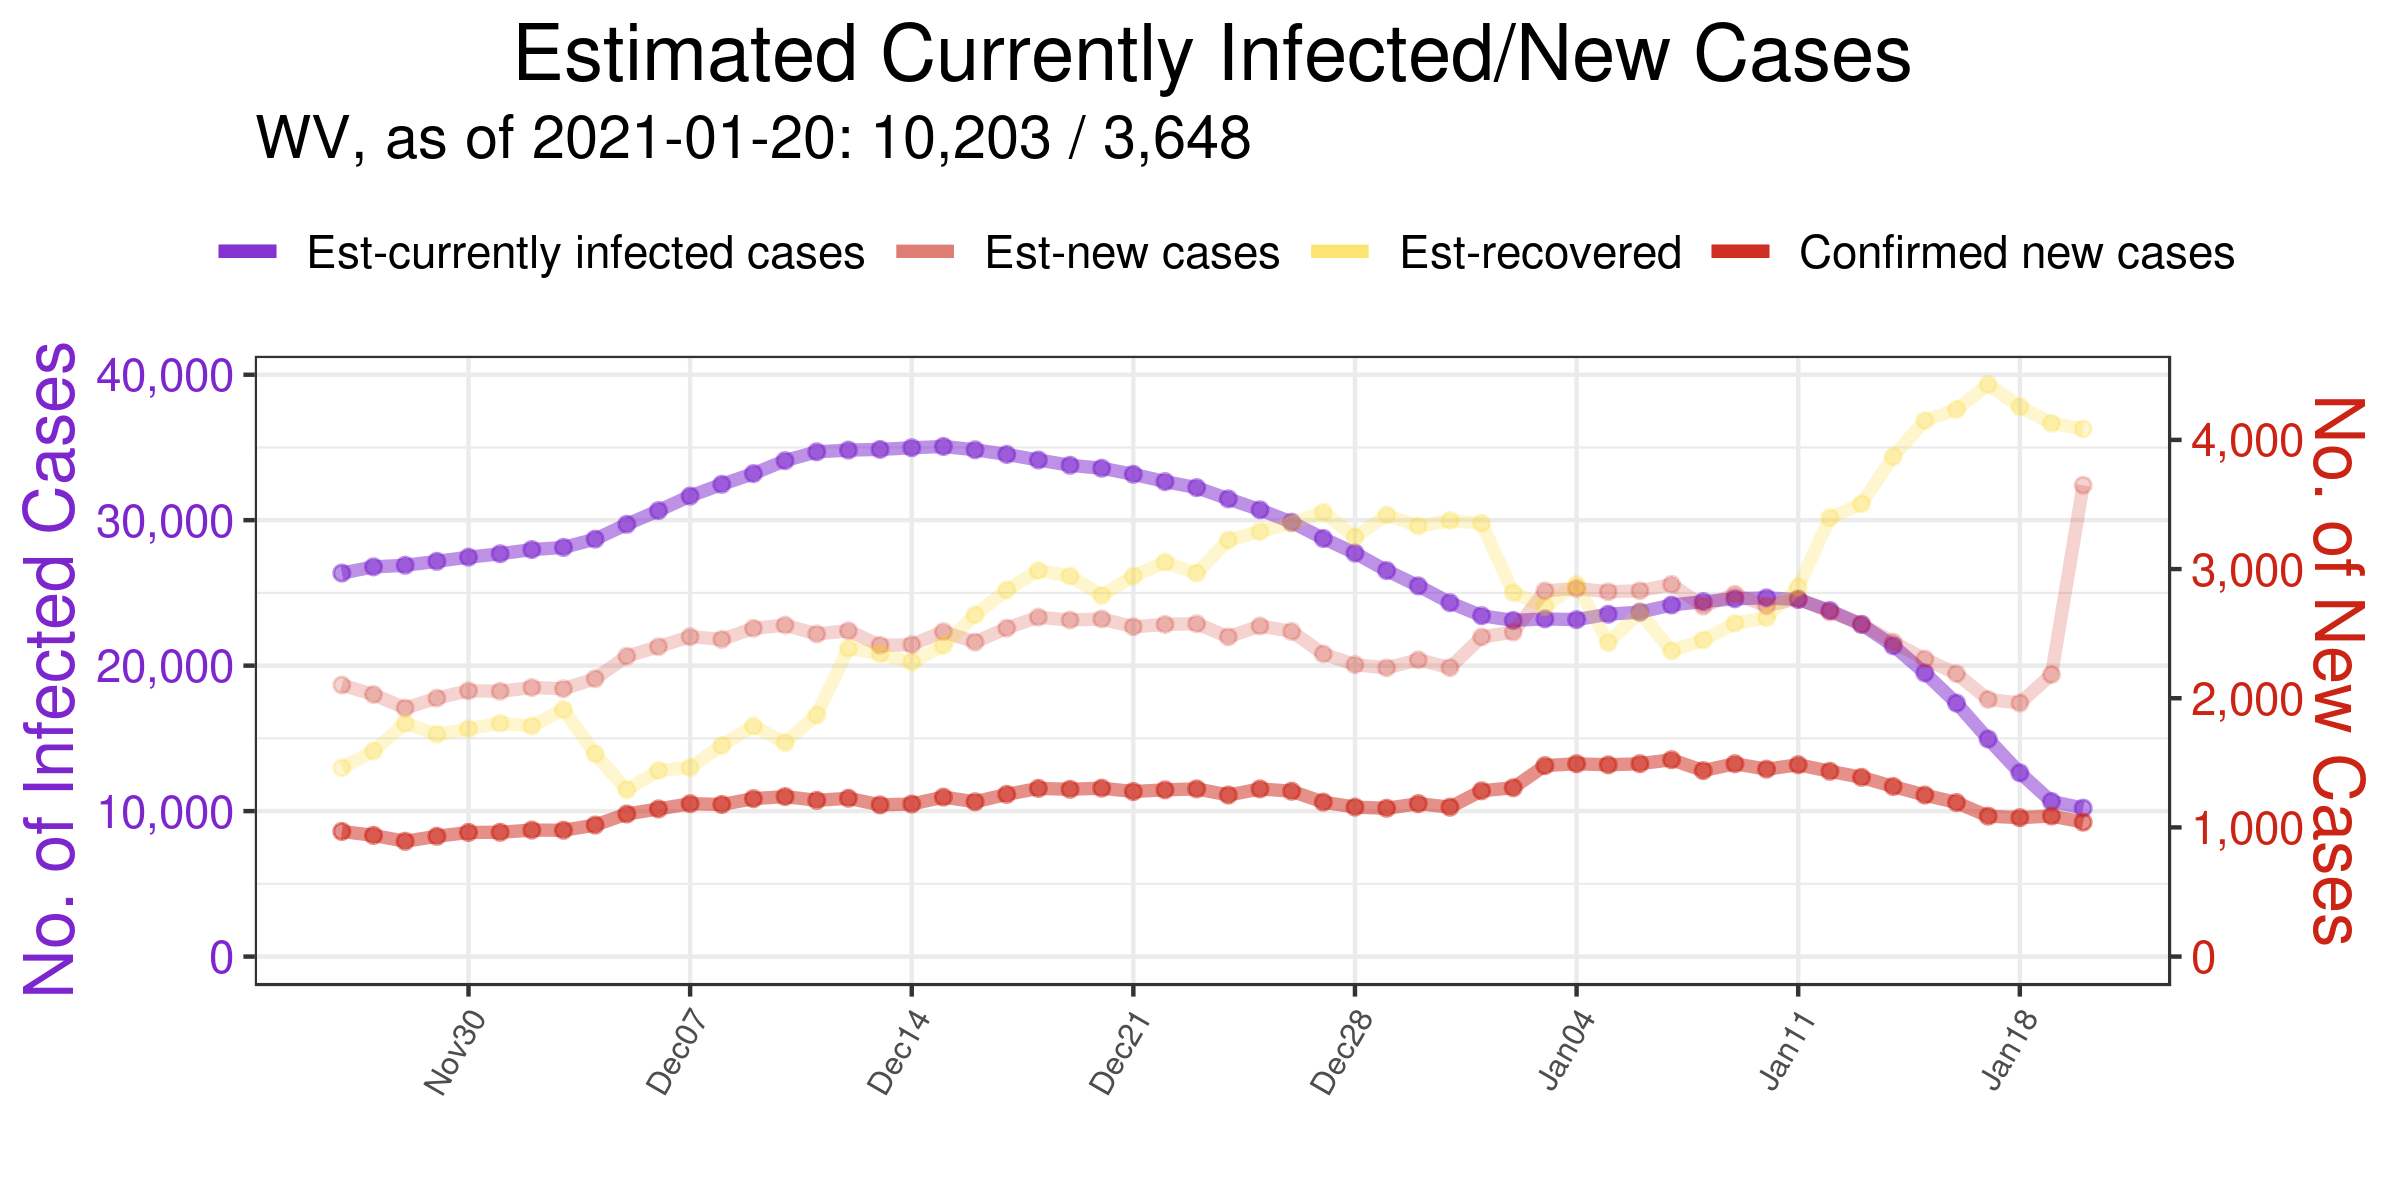 Estimated Currently Infected/New Cases
WV, as of 2021-01-20: 10,203 / 3,648
Est-currently infected cases Est-new cases Est-recovered Confirmed new cases
No. of Infected Cases
40,000
30,000
20,000
10,000
0
No. of New Cases
4,000
3,000
2,000
1,000
0
Nov30 Dec07 Dec14 Dec21 Dec28 Jan04 Jan11 Jan18